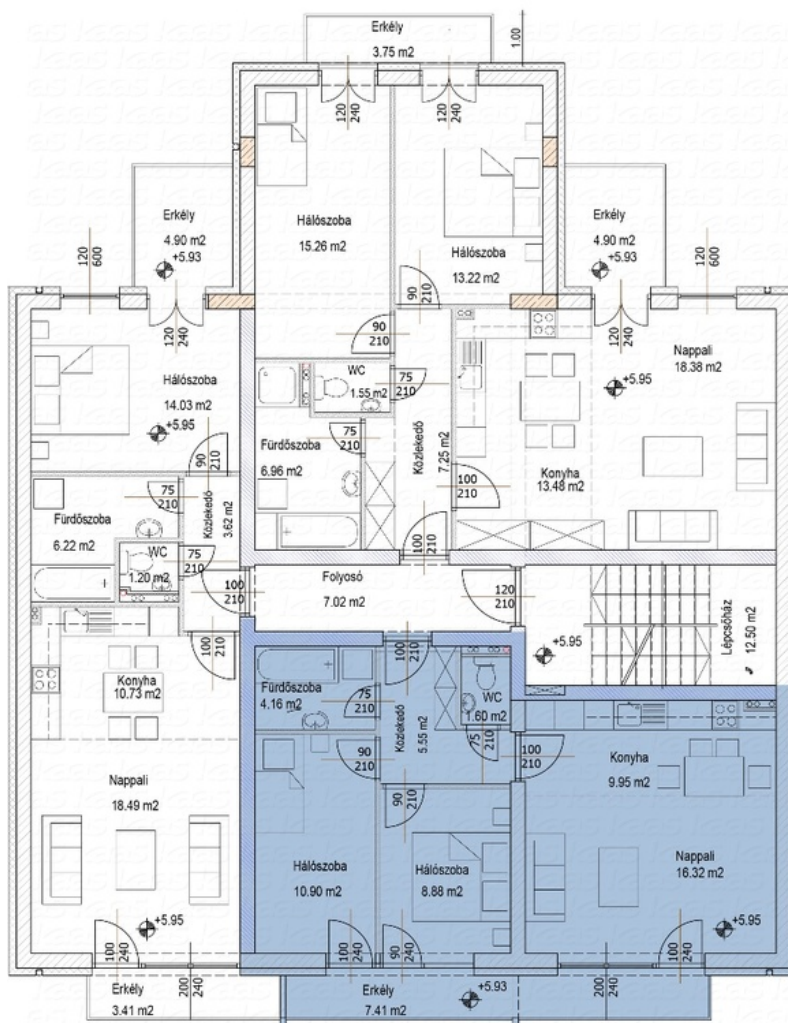 Erkély
3.75 m2
1.00
120
240
120
240
Erkély
4.90 m2
+5.93
Hálószoba
15.26 m2
Hálószoba
13.22 m2
Erkély
4.90 m2
+5.93
120
600
120
600
120
240
90
210
90
210
120
240
Nappali
18.38 m2
+5.95
Hálószoba
14.03 m2
+5.95
WC
1.55 m2
75
210
Fürdőszoba
6.96 m2
75
210
Közlekedő
7.25 m2
Konyha
13.48 m2
100
210
90
210
75
210
Közlekedő
3.62 m2
Fürdőszoba
6.22 m2
WC
1.20 m2
75
210
100
210
100
210
Folyosó
7.02 m2
120
210
Lépcsőház
12.50 m2
+5.95
100
210
100
210
Fürdőszoba
4.16 m2
75
210
Közlekedő
5.55 m2
WC
1.60 m2
75
210
Konyha
10.73 m2
90
210
100
210
Konyha
9.95 m2
Nappali
18.49 m2
90
210
Hálószoba
10.90 m2
Hálószoba
8.88 m2
Nappali
16.32 m2
+5.95
+5.95
100
240
100
240
90
240
100
240
Erkély
3.41 m2
200
240
Erkély
7.41 m2
+5.93
200
240